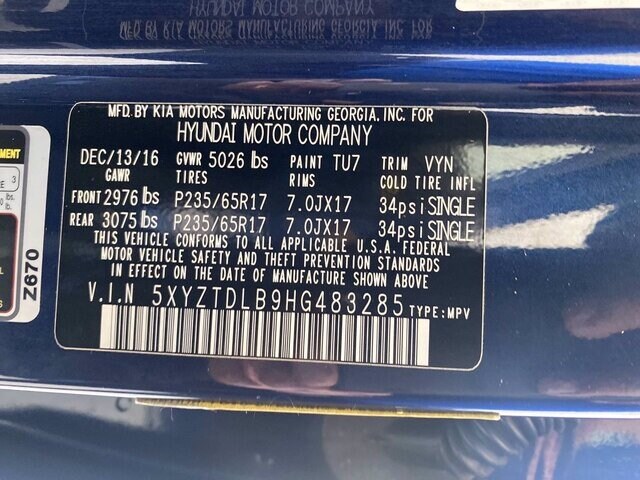 MFD. BY KIA MOTORS MANUFACTURING GEORGIA, INC. FOR
HYUNDAI MOTOR COMPANY
DEC/13/16 GVWR 5026 lbs PAINT TU7 TRIM VYN
GAWR TIRES RIMS COLD TIRE INFL
FRONT 2976 lbs P235/65R17 7.0JX17 34psi SINGLE
REAR 3075 lbs P235/65R17 7.0JX17 34psi SINGLE
THIS VEHICLE CONFORMS TO ALL APPLICABLE U.S.A. FEDERAL
MOTOR VEHICLE SAFETY AND THEFT PREVENTION STANDARDS
IN EFFECT ON THE DATE OF MANUFACTURE SHOWN ABOVE.
V.I.N 5XYZTDLB9HG483285 TYPE: MPV
Z670